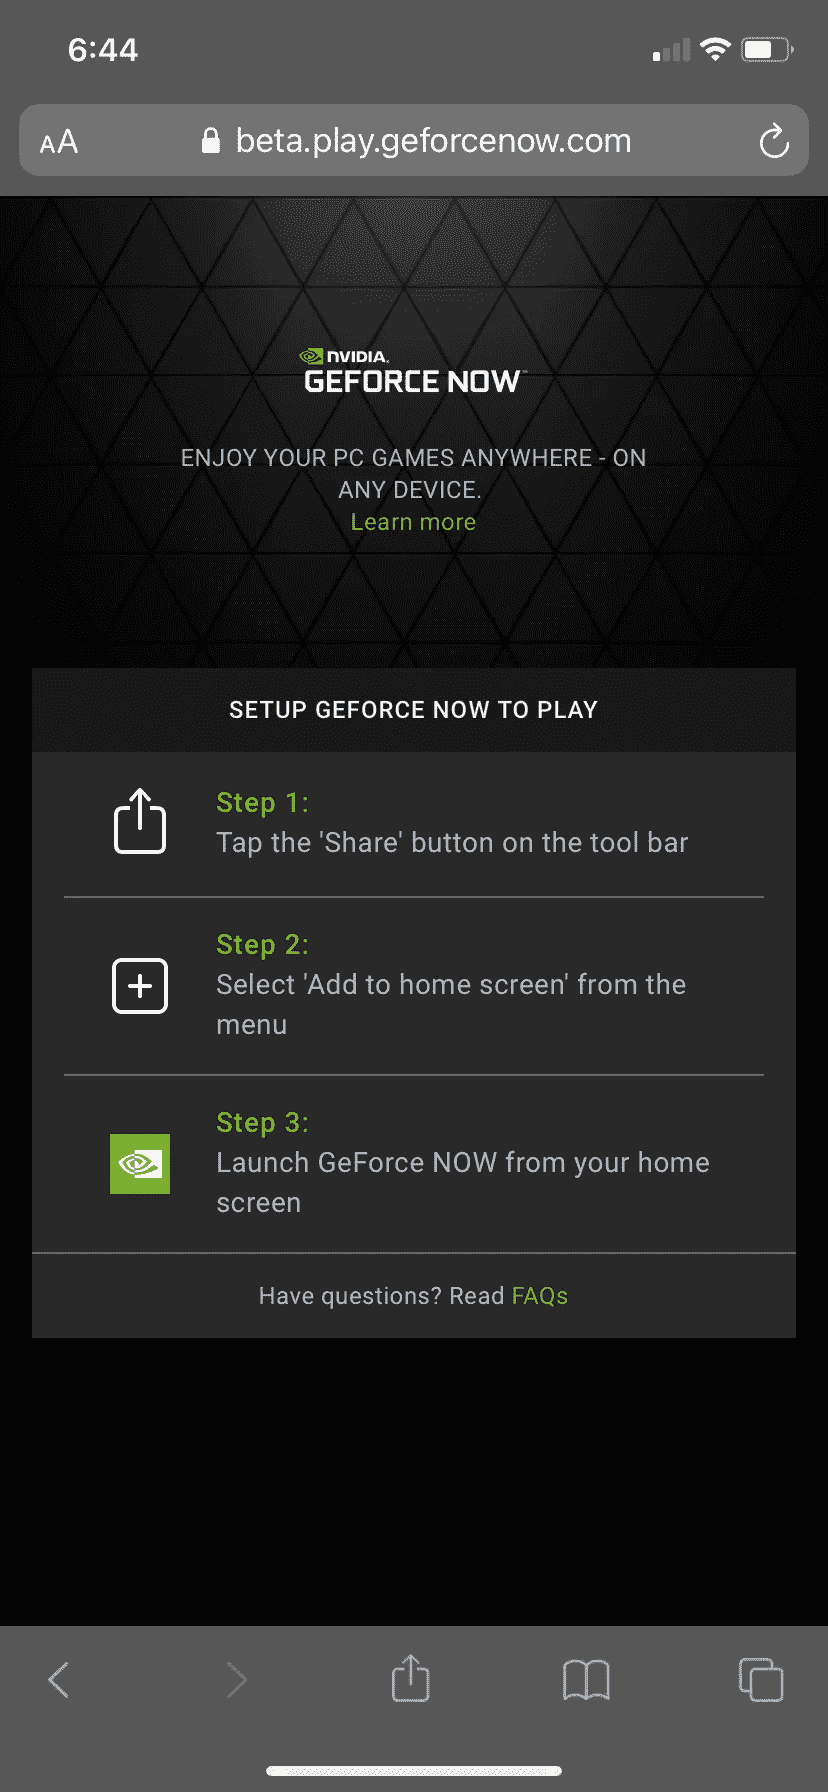 6:44
AA beta.play.geforcenow.com
NVIDIA.
GEFORCE NOW™
ENJOY YOUR PC GAMES ANYWHERE - ON
ANY DEVICE.
Learn more
SETUP GEFORCE NOW TO PLAY
Step 1:
Tap the 'Share' button on the tool bar
Step 2:
Select 'Add to home screen' from the
menu
Step 3:
Launch GeForce NOW from your home
screen
Have questions? Read FAQs